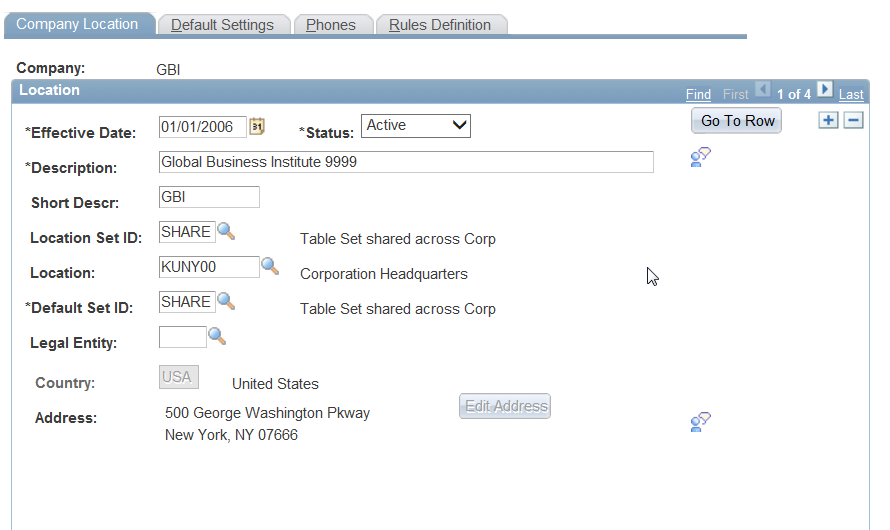 Company Location Default Settings Phones Rules Definition
Company: GBI
Location Find First 1 of 4 Last
*Effective Date: 01/01/2006 31 *Status: Active Go To Row + −
*Description: Global Business Institute 9999
Short Descr: GBI
Location Set ID: SHARE Table Set shared across Corp
Location: KUNY00 Corporation Headquarters
*Default Set ID: SHARE Table Set shared across Corp
Legal Entity:
Country: USA United States
Address: 500 George Washington Pkway Edit Address
New York, NY 07666